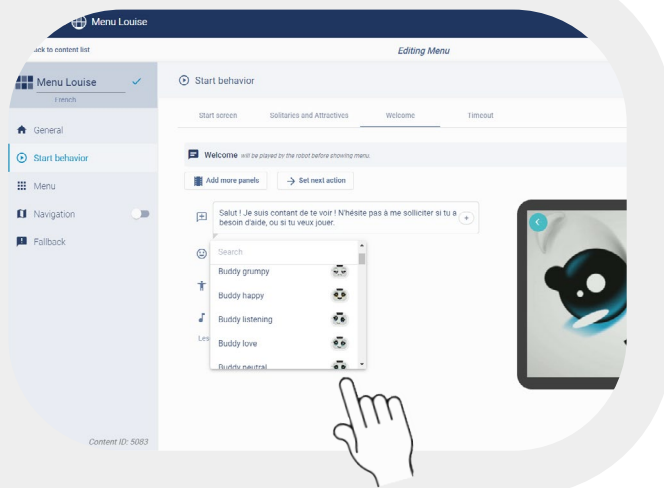 Menu Louise
ack to content list
Editing Menu
Menu Louise
French
Start behavior
General
Start behavior
Menu
Navigation
Fallback
Start screen
Solitaries and Attractives
Welcome
Timeout
Welcome will be played by the robot before showing menu.
Add more panels
Set next action
Salut ! Je suis contant de te voir ! N'hésite pas à me solliciter si tu a
besoin d'aide, ou si tu veux jouer.
Search
Buddy grumpy
Buddy happy
Buddy listening
Les
Buddy love
Buddy neutral
Content ID: 5083